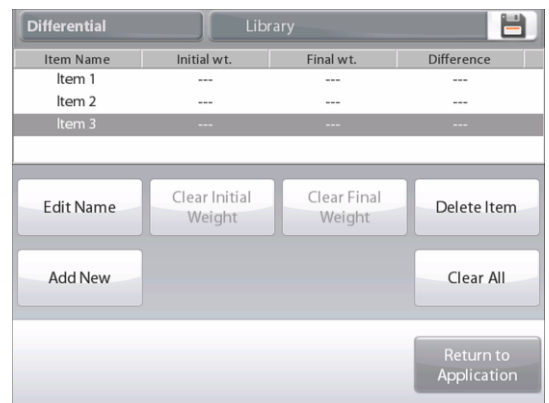 Differential Library
Item Name Initial wt. Final wt. Difference
Item 1 --- --- ---
Item 2 --- --- ---
Item 3 --- --- ---
Edit Name
Clear Initial
Weight
Clear Final
Weight
Delete Item
Add New
Clear All
Return to
Application